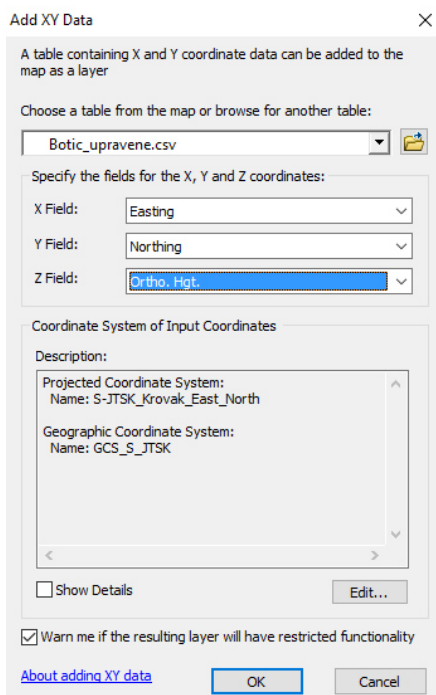 Add XY Data
A table containing X and Y coordinate data can be added to the
map as a layer
Choose a table from the map or browse for another table:
Botic_upravene.csv
Specify the fields for the X, Y and Z coordinates:
X Field: Easting
Y Field: Northing
Z Field: Ortho. Hgt.
Coordinate System of Input Coordinates
Description:
Projected Coordinate System:
Name: S-JTSK_Krovak_East_North
Geographic Coordinate System:
Name: GCS_S_JTSK
Show Details Edit...
Warn me if the resulting layer will have restricted functionality
About adding XY data OK Cancel